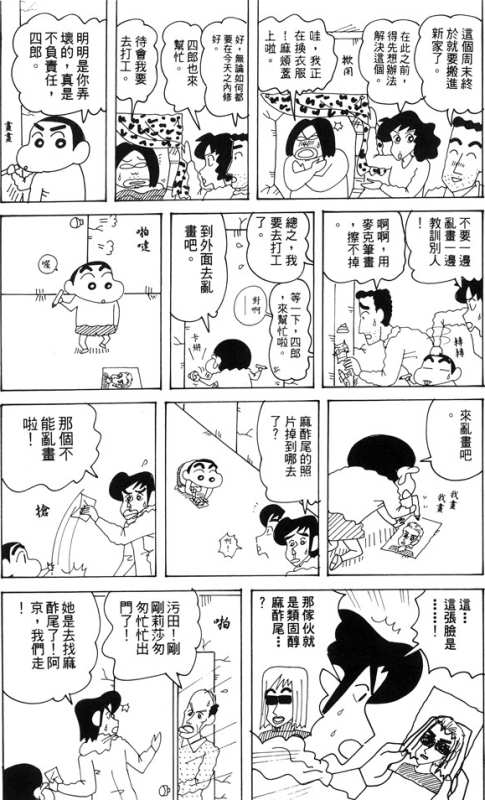 這個周末終
於就要搬進
新家了。
在此之前,
得先想辦法
解決這個。
掀開
哇,我正
在換衣服
!麻煩蓋
上啦。
好,無論如何都
要在今天之內修
好。
四郎也來
幫忙。
待會我要
去打工。
明明是你弄
壞的,真是
不負責任,
四郎。
畫畫
不要一邊
亂畫一邊
教訓別人
!
啊啊,用
麥克筆畫
,擦不掉
。
轉轉
總之,我
要去打工
了。
等一下,四郎
,來幫忙啦。
對啊
到外面去亂
畫吧。
啪噠
喔
來亂畫吧
。
我畫
我畫
麻酢尾的照
片掉到哪去
了?
啊!
那個不
能亂畫
啦!
搶
這…
這張臉是
……!
那傢伙就
是類固醇
麻酢尾…
?
啪
污田!剛
剛莉莎匆
匆忙忙出
門了!
她是去找麻
酢尾了!阿
京,我們走